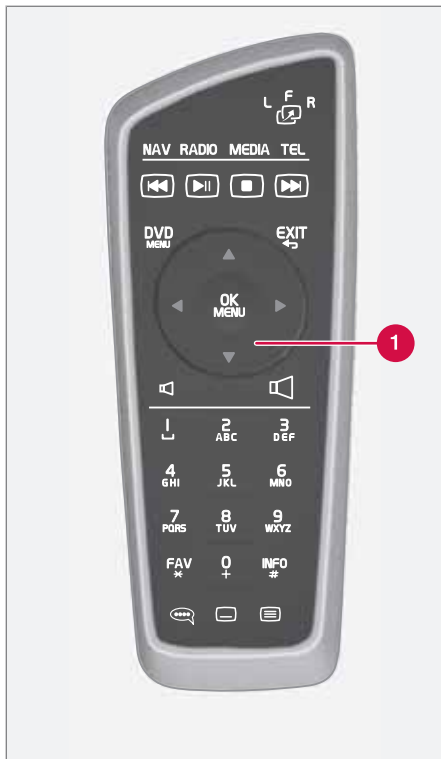 L F R
NAV RADIO MEDIA TEL
DVD MENU
EXIT
OK MENU
1
1 2 ABC 3 DEF
4 GHI 5 JKL 6 MNO
7 PQRS 8 TUV 9 WXYZ
FAV * 0 + INFO #